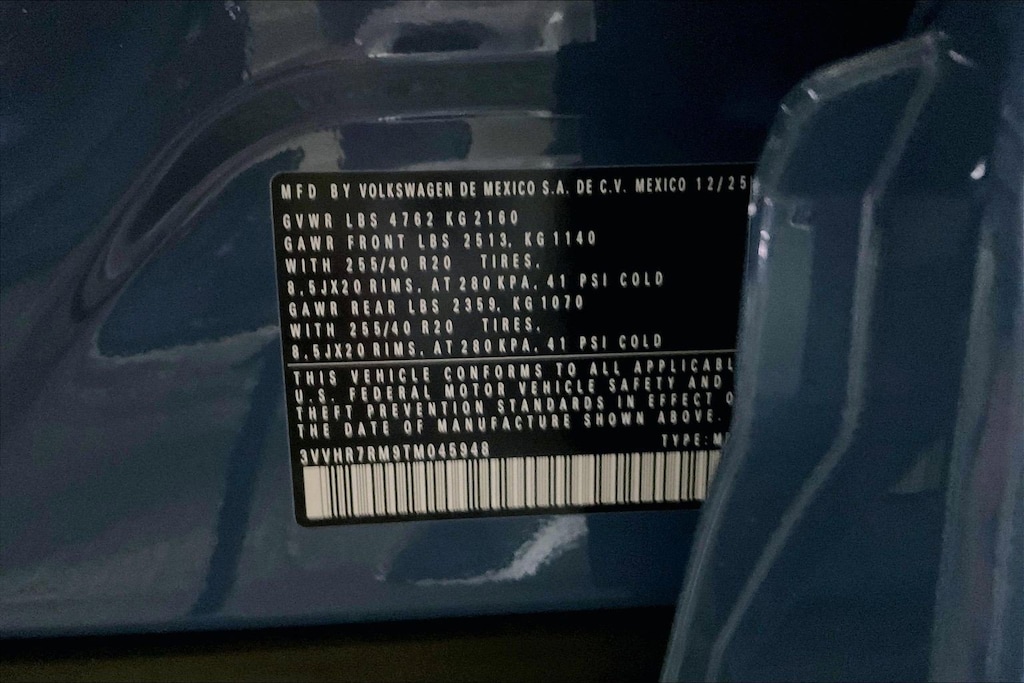 MFD BY VOLKSWAGEN DE MEXICO S.A. DE C.V. MEXICO 12/25
GVWR LBS 4762 KG 2160
GAWR FRONT LBS 2513, KG 1140
WITH 255/40 R20 TIRES,
8,5JX20 RIMS, AT 280 KPA, 41 PSI COLD
GAWR REAR LBS 2359, KG 1070
WITH 255/40 R20 TIRES,
8,5JX20 RIMS, AT 280 KPA, 41 PSI COLD
THIS VEHICLE CONFORMS TO ALL
U.S. FEDERAL MOTOR VEHICLE SAFETY AND
THEFT PREVENTION STANDARDS IN EFFECT
THE DATE OF MANUFACTURE SHOWN ABOVE.
3VVHR7RM9TM045948 TYPE: